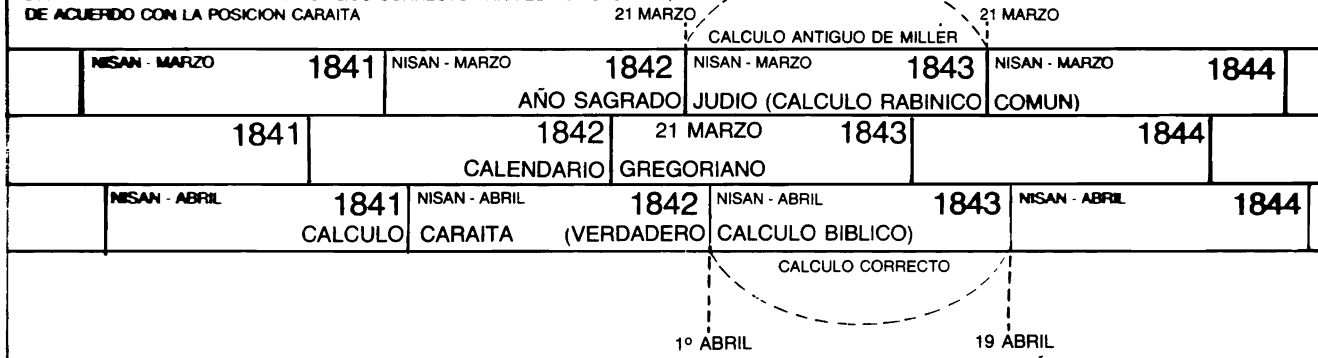 DE ACUERDO CON LA POSICION CARAITA
21 MARZO
21 MARZO
CALCULO ANTIGUO DE MILLER
NISAN - MARZO 1841 NISAN - MARZO 1842 NISAN - MARZO 1843 NISAN - MARZO 1844
AÑO SAGRADO JUDIO (CALCULO RABINICO COMUN)
1841 1842 21 MARZO 1843 1844
CALENDARIO GREGORIANO
NISAN - ABRIL 1841 NISAN - ABRIL 1842 NISAN - ABRIL 1843 NISAN - ABRIL 1844
CALCULO CARAITA (VERDADERO CALCULO BIBLICO)
CALCULO CORRECTO
1º ABRIL
19 ABRIL